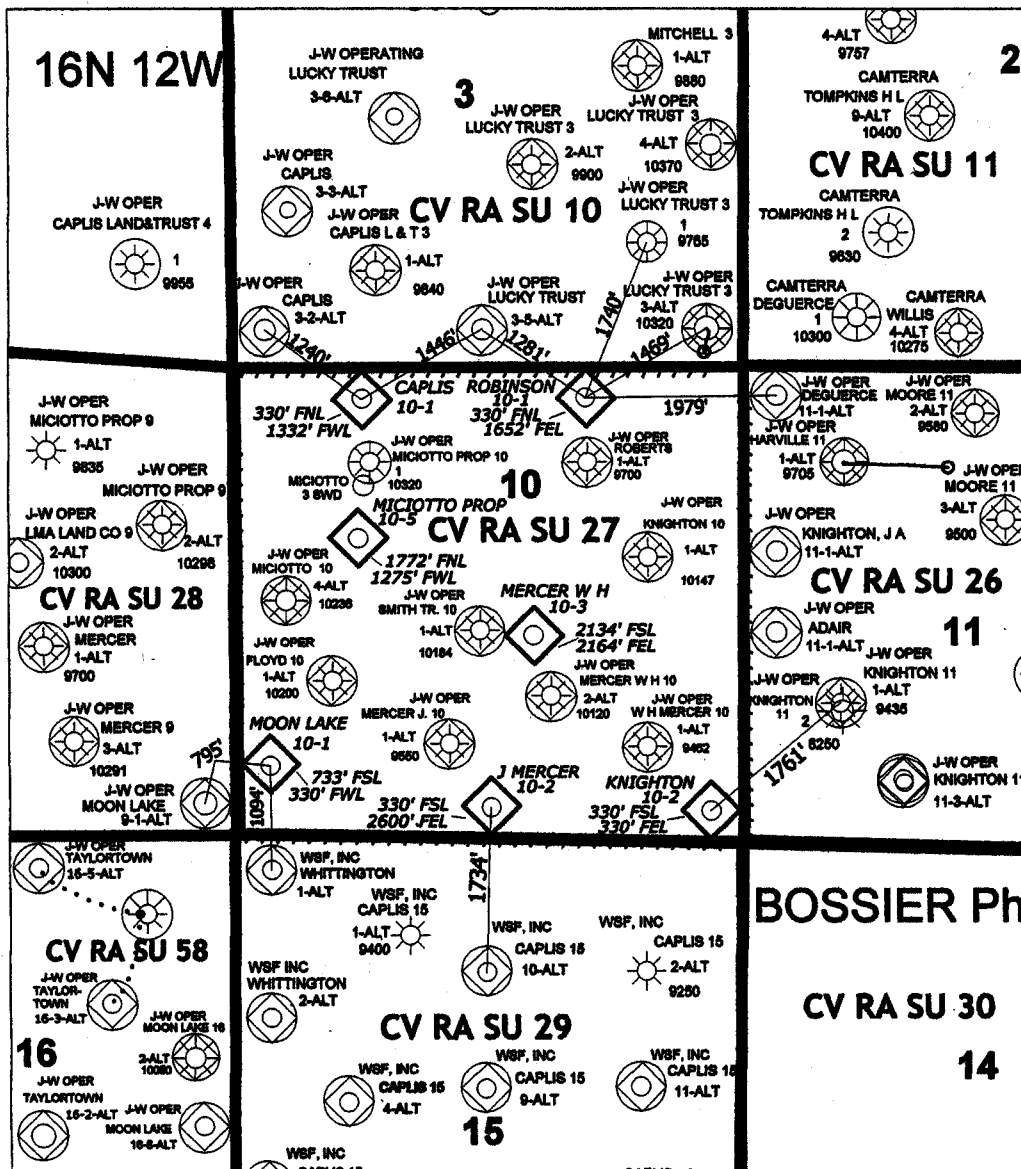 16N 12W
J-W OPERATING
LUCKY TRUST
3-6-ALT
3
MITCHELL 3
1-ALT
9880
J-W OPER
LUCKY TRUST 3
2-ALT
9900
J-W OPER
LUCKY TRUST 3
4-ALT
10370
4-ALT
9757
2
CAMTERRA
TOMPKINS H L
9-ALT
10400
CV RA SU 11
J-W OPER
CAPLIS
3-3-ALT
CV RA SU 10
J-W OPER
CAPLIS LAND&TRUST 4
1
9955
J-W OPER
CAPLIS L & T 3
1-ALT
9840
J-W OPER
LUCKY TRUST 3
1
9765
CAMTERRA
TOMPKINS H L
2
9630
J-W OPER
CAPLIS
3-2-ALT
J-W OPER
LUCKY TRUST
3-5-ALT
J-W OPER
LUCKY TRUST 3
3-ALT
10320
CAMTERRA
DEGUERCE
1
10300
CAMTERRA
WILLIS
4-ALT
10275
1240'
1446'
1281'
1740'
1469'
CAPLIS
10-1
330' FNL
1332' FWL
ROBINSON
10-1
330' FNL
1652' FEL
1979'
J-W OPER
DEGUERCE
11-1-ALT
J-W OPER
MOORE 11
2-ALT
9560
J-W OPER
MICIOTTO PROP 9
1-ALT
9835
J-W OPER
MICIOTTO PROP 10
1
10320
MICIOTTO
3 SWD
10
J-W OPER
ROBERTS
1-ALT
9700
J-W OPER
HARVILLE 11
1-ALT
9705
J-W OPER
MOORE 11
3-ALT
9500
J-W OPER
MICIOTTO PROP 9
2-ALT
10298
J-W OPER
LMA LAND CO 9
2-ALT
10300
MICIOTTO PROP
10-5
1772' FNL
1275' FWL
CV RA SU 27
J-W OPER
KNIGHTON 10
1-ALT
10147
J-W OPER
KNIGHTON, J A
11-1-ALT
CV RA SU 28
J-W OPER
MICIOTTO 10
4-ALT
10236
J-W OPER
SMITH TR. 10
1-ALT
10184
MERCER W H
10-3
2134' FSL
2164' FEL
CV RA SU 26
11
J-W OPER
ADAIR
11-1-ALT
J-W OPER
MERCER
1-ALT
9700
J-W OPER
FLOYD 10
1-ALT
10200
J-W OPER
MERCER W H 10
2-ALT
10120
J-W OPER
KNIGHTON
11
2
8250
J-W OPER
KNIGHTON 11
1-ALT
9435
J-W OPER
MERCER 9
3-ALT
10291
MOON LAKE
10-1
733' FSL
330' FWL
J-W OPER
MERCER J. 10
1-ALT
9550
J-W OPER
W H MERCER 10
1-ALT
9462
795'
1094'
1761'
J-W OPER
MOON LAKE
9-1-ALT
J MERCER
10-2
330' FSL
2600' FEL
KNIGHTON
10-2
330' FSL
330' FEL
J-W OPER
KNIGHTON 11
11-3-ALT
J-W OPER
TAYLORTOWN
16-5-ALT
WSF, INC
WHITTINGTON
1-ALT
1734'
WSF, INC
CAPLIS 15
1-ALT
9400
WSF, INC
CAPLIS 15
10-ALT
WSF, INC
CAPLIS 15
2-ALT
9250
BOSSIER Ph
CV RA SU 58
J-W OPER
TAYLOR-
TOWN
16-3-ALT
WSF INC
WHITTINGTON
2-ALT
CV RA SU 29
CV RA SU 30
14
16
J-W OPER
MOON LAKE 16
2-ALT
J-W OPER
TAYLORTOWN
16-2-ALT
J-W OPER
MOON LAKE
WSF, INC
CAPLIS 15
4-ALT
WSF, INC
CAPLIS 15
9-ALT
WSF, INC
CAPLIS 15
11-ALT
15
WSF, INC